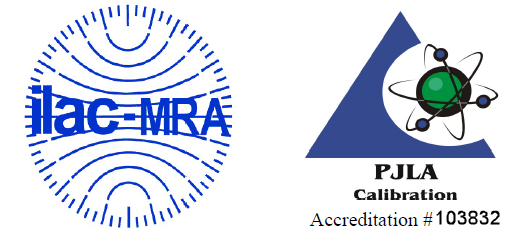 ilac-MRA
PJLA
Calibration
Accreditation #103832